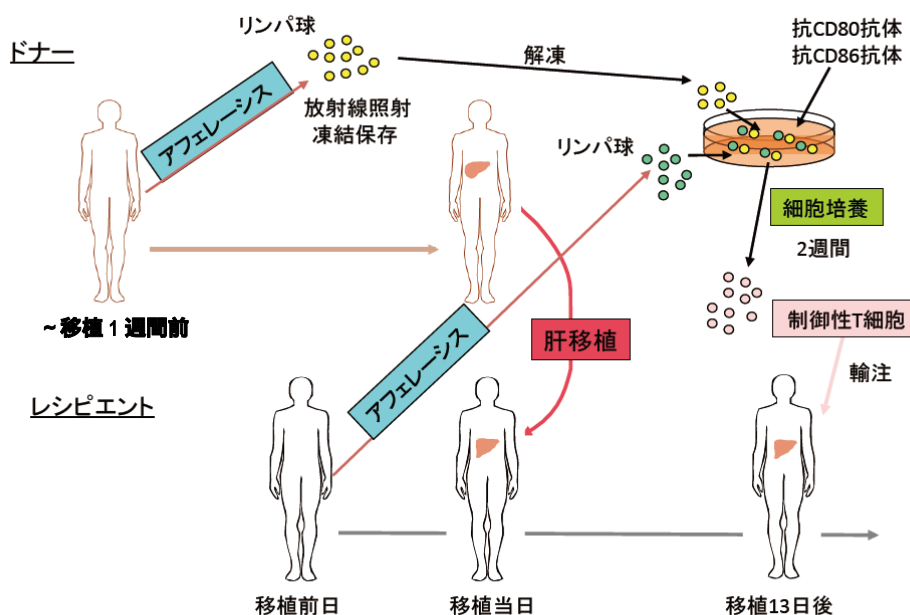 ドナー
リンパ球
アフェレーシス
放射線照射
凍結保存
解凍
抗CD80抗体
抗CD86抗体
リンパ球
細胞培養
2週間
~移植1週間前
肝移植
制御性T細胞
輸注
アフェレーシス
レシピエント
移植前日
移植当日
移植13日後